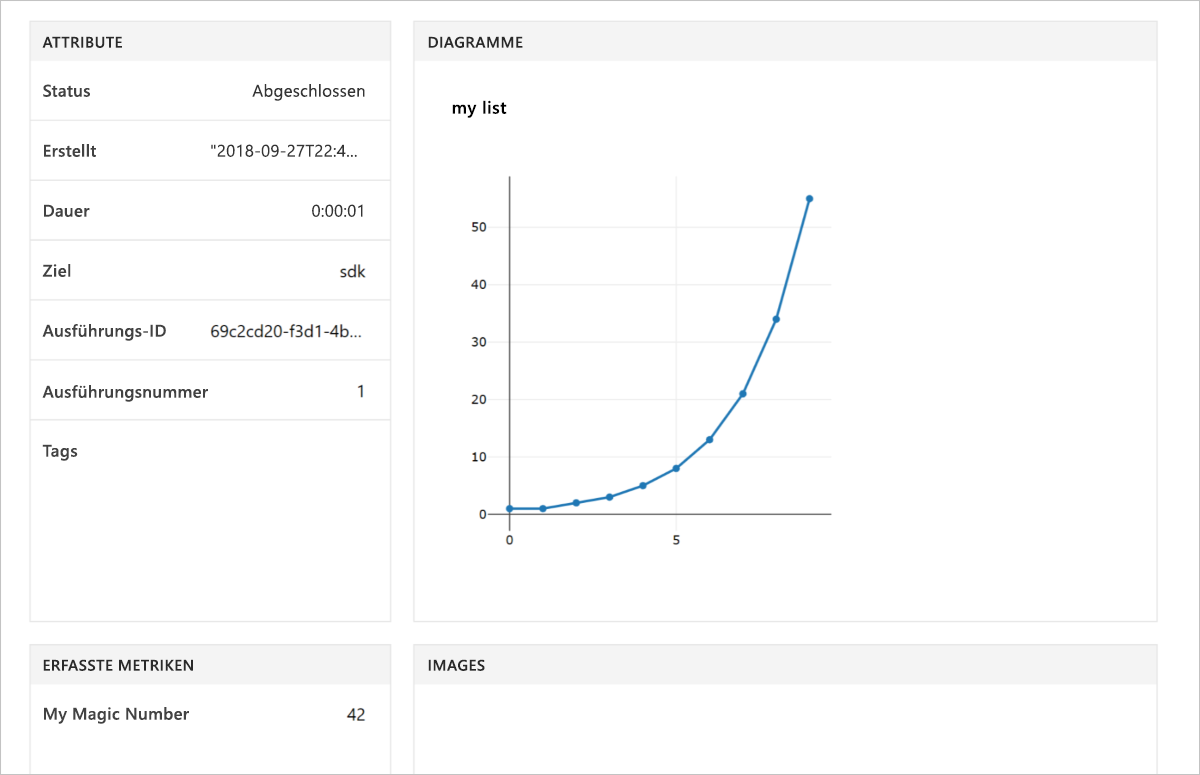 ATTRIBUTE
Status Abgeschlossen
Erstellt "2018-09-27T22:4...
Dauer 0:00:01
Ziel sdk
Ausführungs-ID 69c2cd20-f3d1-4b...
Ausführungsnummer 1
Tags
DIAGRAMME
my list
50
40
30
20
10
0
0 5
ERFASSTE METRIKEN
My Magic Number 42
IMAGES